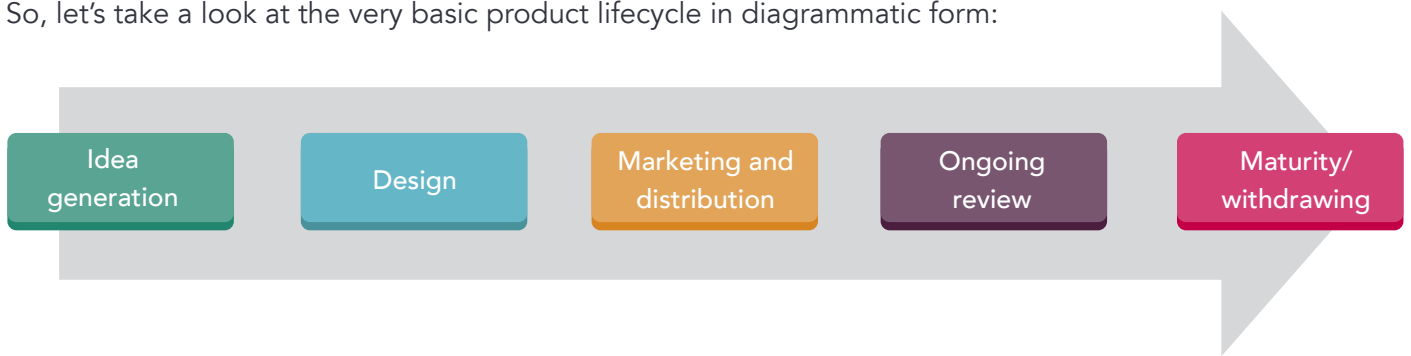 So, let’s take a look at the very basic product lifecycle in diagrammatic form:
Idea
generation
Design
Marketing and
distribution
Ongoing
review
Maturity/
withdrawing